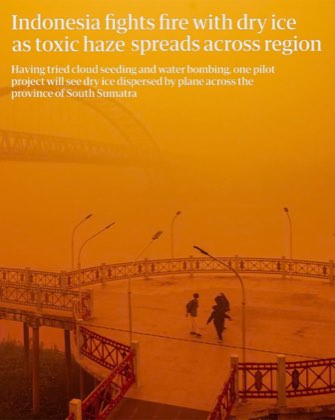 Indonesia fights fire with dry ice
as toxic haze spreads across region
Having tried cloud seeding and water bombing, one pilot
project will see dry ice dispersed by plane across the
province of South Sumatra